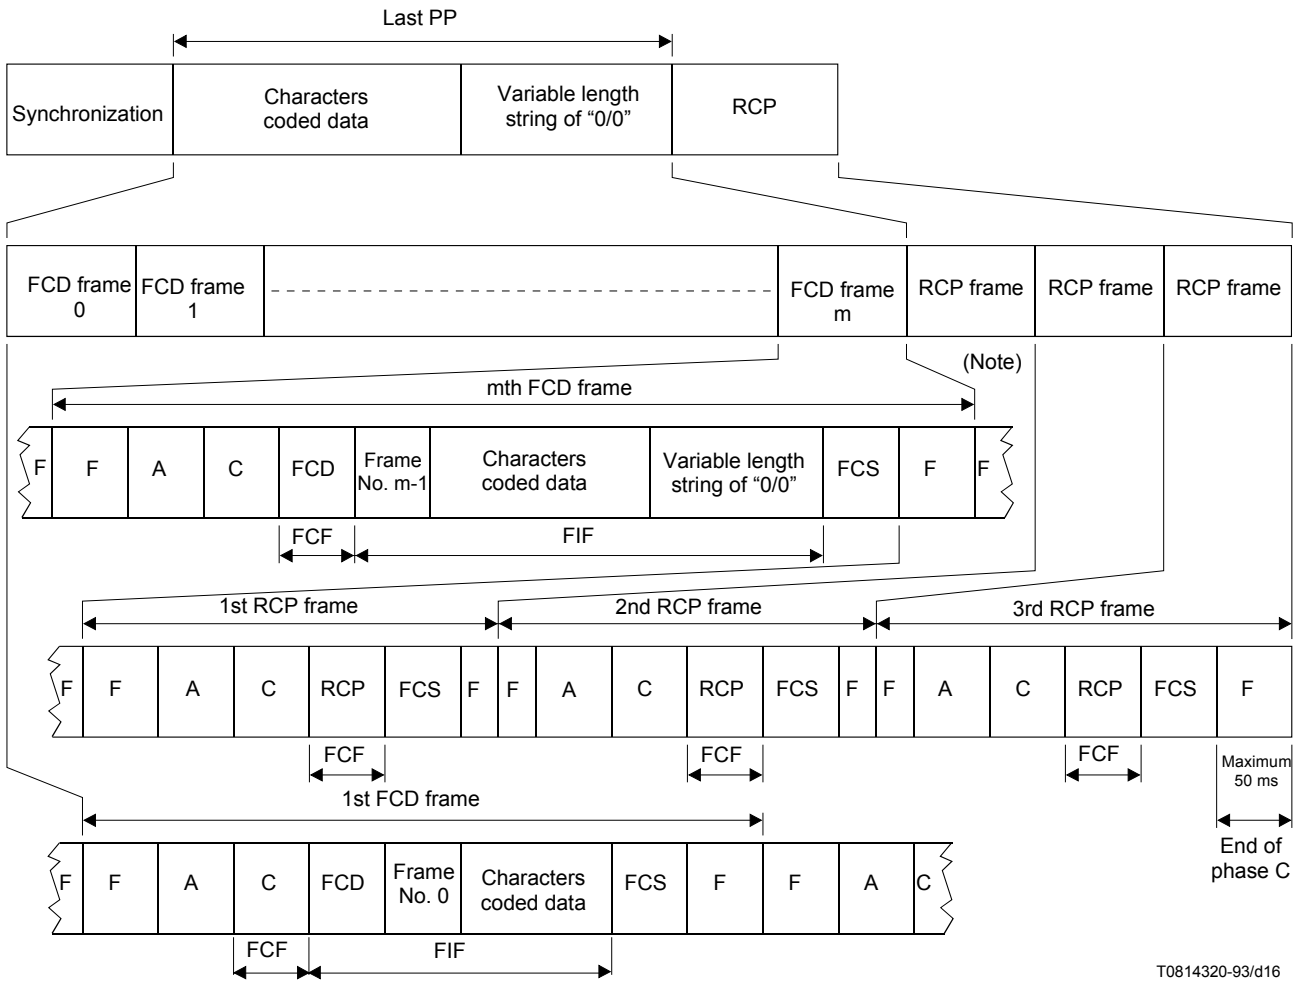 Last PP
Synchronization
Characters
coded data
Variable length
string of “0/0”
RCP
FCD frame
0
FCD frame
1
FCD frame
m
RCP frame
RCP frame
RCP frame
(Note)
mth FCD frame
F
F
A
C
FCD
Frame
No. m-1
Characters
coded data
Variable length
string of “0/0”
FCS
F
F
FCF
FIF
1st RCP frame
2nd RCP frame
3rd RCP frame
F
F
A
C
RCP
FCS
F
F
A
C
RCP
FCS
F
F
A
C
RCP
FCS
F
FCF
FCF
FCF
Maximum
50 ms
1st FCD frame
End of
phase C
F
F
A
C
FCD
Frame
No. 0
Characters
coded data
FCS
F
F
A
C
FCF
FIF
T0814320-93/d16